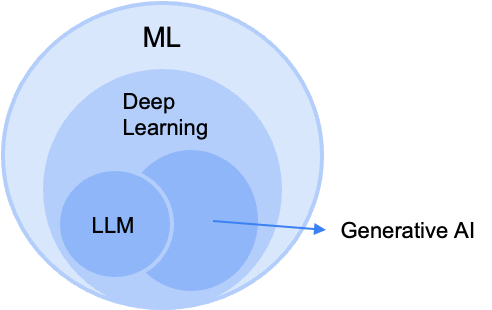 ML
Deep
Learning
LLM
Generative AI